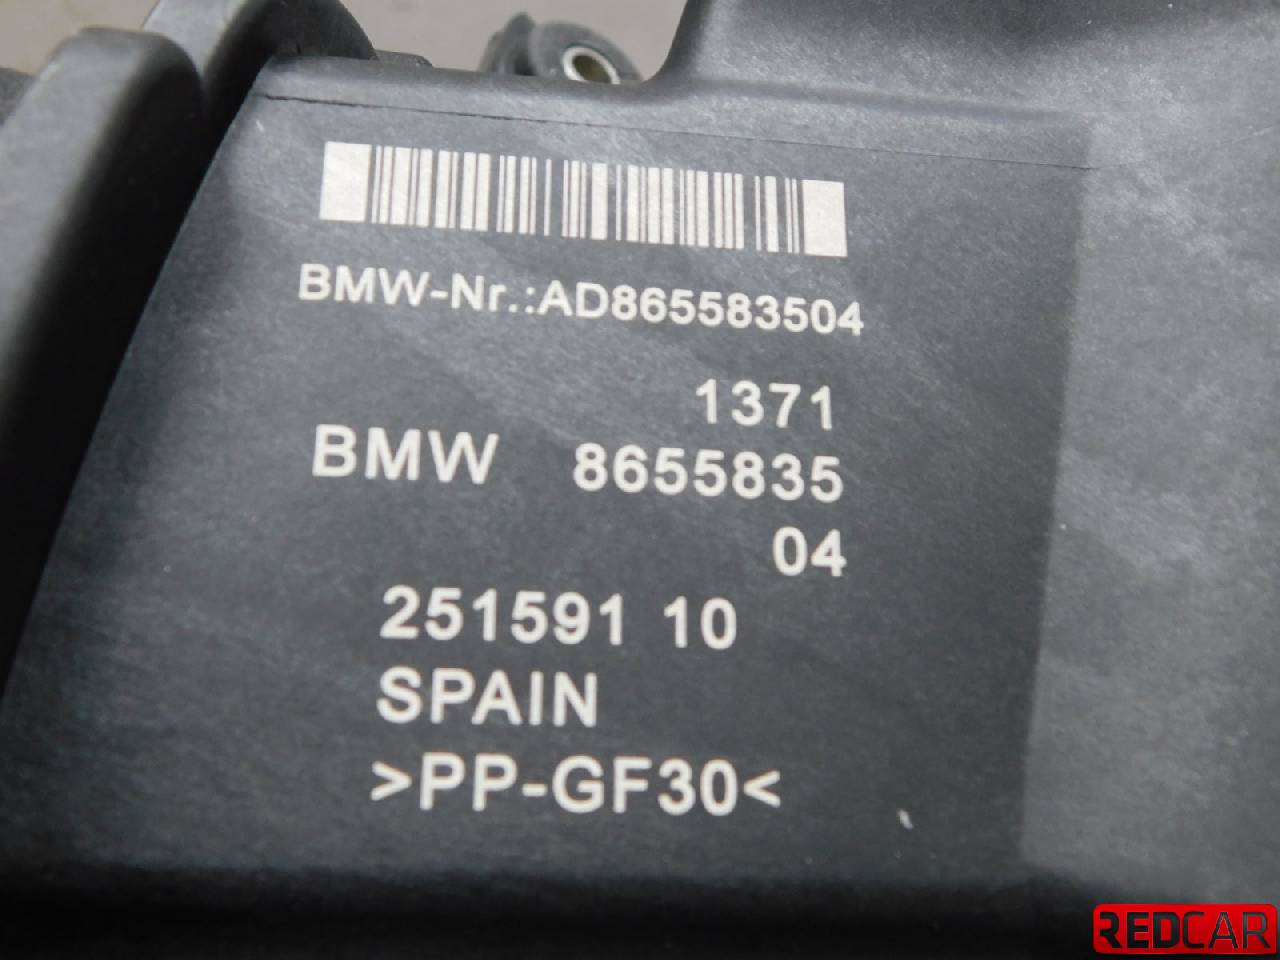 BMW-Nr.:AD865583504
1371
BMW 8655835
04
251591 10
SPAIN
>PP-GF30<
REDCAR